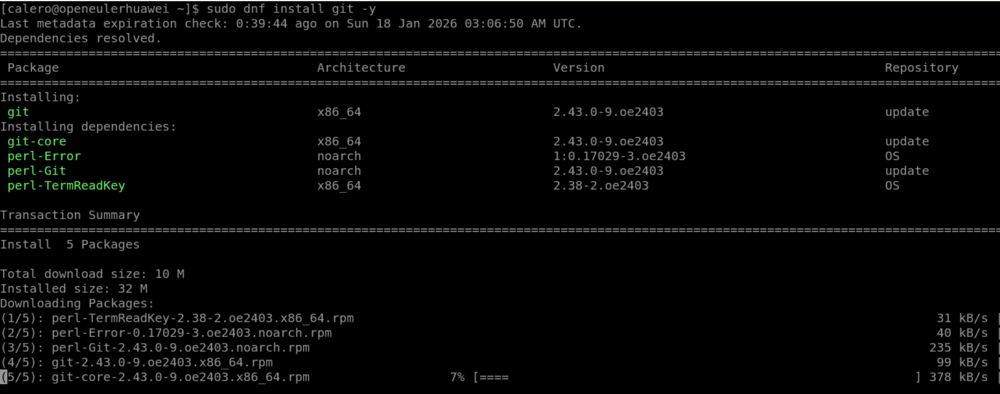 [calero@openeulerhuawei ~]$ sudo dnf install git -y
Last metadata expiration check: 0:39:44 ago on Sun 18 Jan 2026 03:06:50 AM UTC.
Dependencies resolved.
================================================================================================================================================
 Package                                   Architecture                    Version                                      Repository
================================================================================================================================================
Installing:
 git                                       x86_64                          2.43.0-9.oe2403                              update
Installing dependencies:
 git-core                                  x86_64                          2.43.0-9.oe2403                              update
 perl-Error                                noarch                          1:0.17029-3.oe2403                           OS
 perl-Git                                  noarch                          2.43.0-9.oe2403                              update
 perl-TermReadKey                          x86_64                          2.38-2.oe2403                                OS
Transaction Summary
================================================================================================================================================
Install  5 Packages
Total download size: 10 M
Installed size: 32 M
Downloading Packages:
(1/5): perl-TermReadKey-2.38-2.oe2403.x86_64.rpm                                31 kB/s |
(2/5): perl-Error-0.17029-3.oe2403.noarch.rpm                                   40 kB/s |
(3/5): perl-Git-2.43.0-9.oe2403.noarch.rpm                                     235 kB/s |
(4/5): git-2.43.0-9.oe2403.x86_64.rpm                                           99 kB/s |
(5/5): git-core-2.43.0-9.oe2403.x86_64.rpm                   7% [====                                                       ] 378 kB/s |